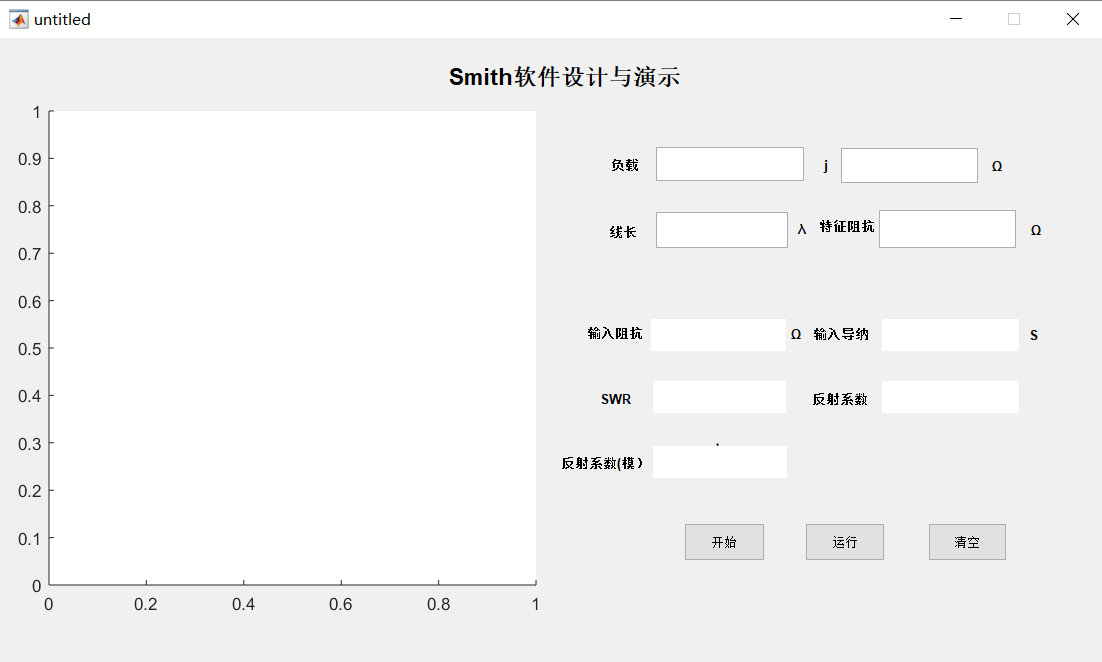 untitled
Smith软件设计与演示
1
0.9
0.8
0.7
0.6
0.5
0.4
0.3
0.2
0.1
0
0 0.2 0.4 0.6 0.8 1
负载 j Ω
线长 λ 特征阻抗 Ω
输入阻抗 Ω 输入导纳 S
SWR 反射系数
反射系数(模）
开始 运行 清空